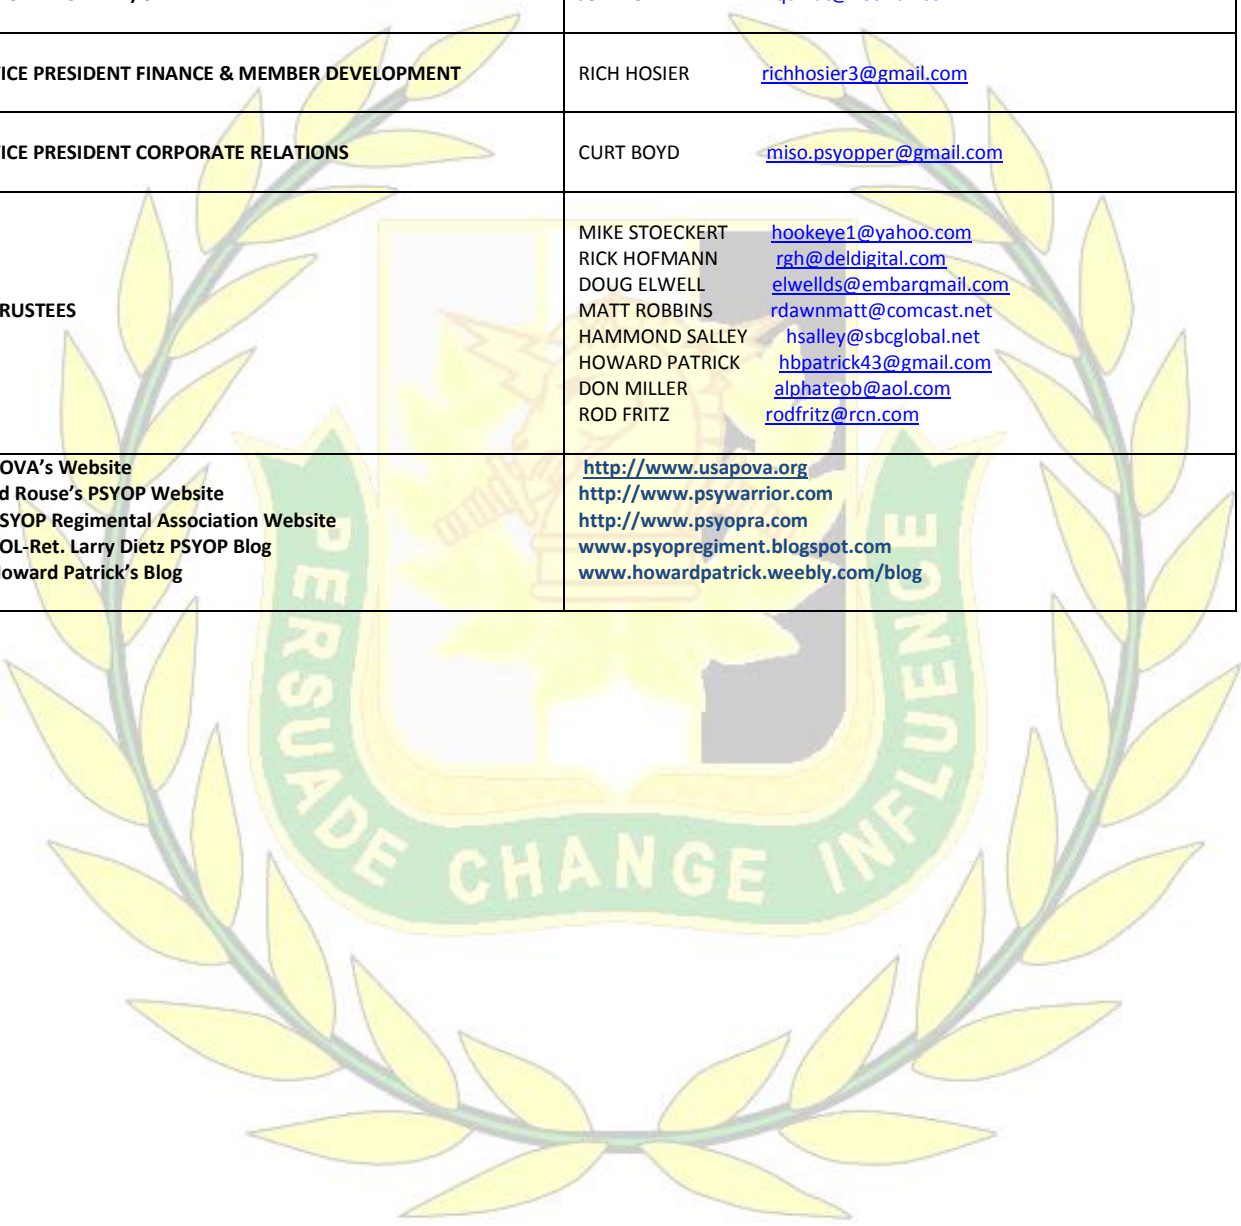 ICE PRESIDENT FINANCE & MEMBER DEVELOPMENT
RICH HOSIER richhosier3@gmail.com
ICE PRESIDENT CORPORATE RELATIONS
CURT BOYD miso.psyopper@gmail.com
RUSTEES
MIKE STOECKERT hookeye1@yahoo.com
RICK HOFMANN rgh@deldigital.com
DOUG ELWELL elwellds@embarqmail.com
MATT ROBBINS rdawnmatt@comcast.net
HAMMOND SALLEY hsalley@sbcglobal.net
HOWARD PATRICK hbpatrick43@gmail.com
DON MILLER alphateob@aol.com
ROD FRITZ rodfritz@rcn.com
OVA's Website http://www.usapova.org
d Rouse's PSYOP Website http://www.psywarrior.com
SYOP Regimental Association Website http://www.psyopra.com
OL-Ret. Larry Dietz PSYOP Blog www.psyopregiment.blogspot.com
oward Patrick's Blog www.howardpatrick.weebly.com/blog
PERSUADE CHANGE INFLUENCE